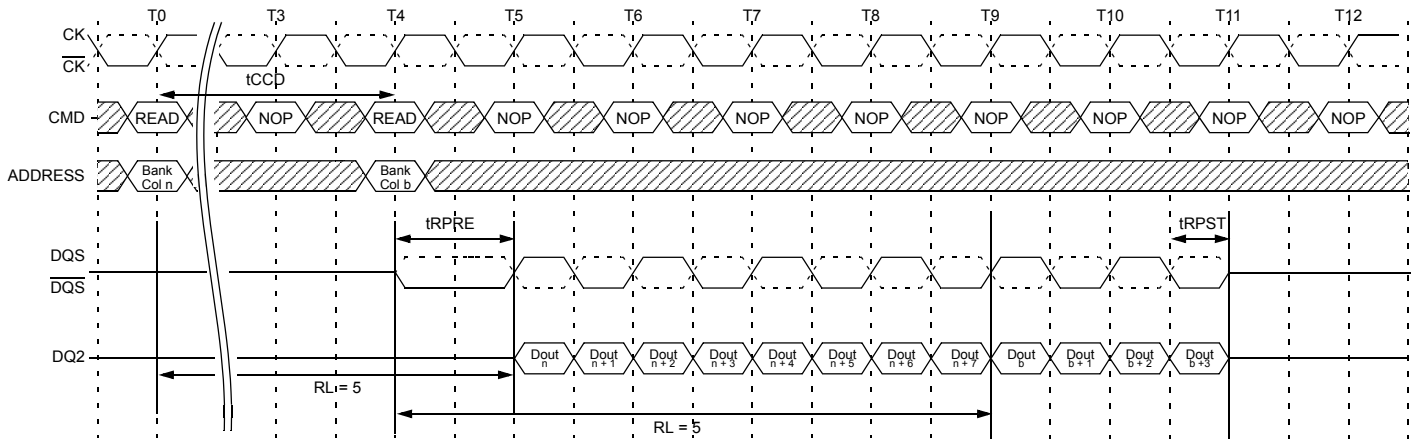 T0 T3 T4 T5 T6 T7 T8 T9 T10 T11 T12
CK
CK
tCCD
CMD READ NOP READ NOP NOP NOP NOP NOP NOP NOP NOP
ADDRESS Bank Col n Bank Col b
tRPRE tRPST
DQS
DQS
DQ2 Dout n Dout n + 1 Dout n + 2 Dout n + 3 Dout n + 4 Dout n + 5 Dout n + 6 Dout n + 7 Dout b Dout b + 1 Dout b + 2 Dout b +3
RL = 5
RL = 5